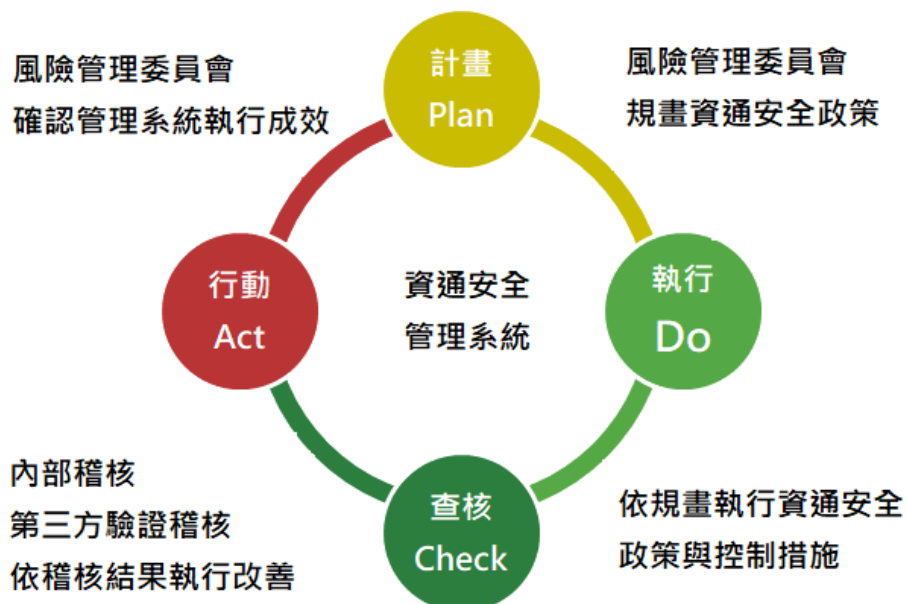 計畫
Plan
風險管理委員會
規畫資通安全政策
執行
Do
依規畫執行資通安全
政策與控制措施
查核
Check
內部稽核
第三方驗證稽核
依稽核結果執行改善
行動
Act
風險管理委員會
確認管理系統執行成效
資通安全
管理系統